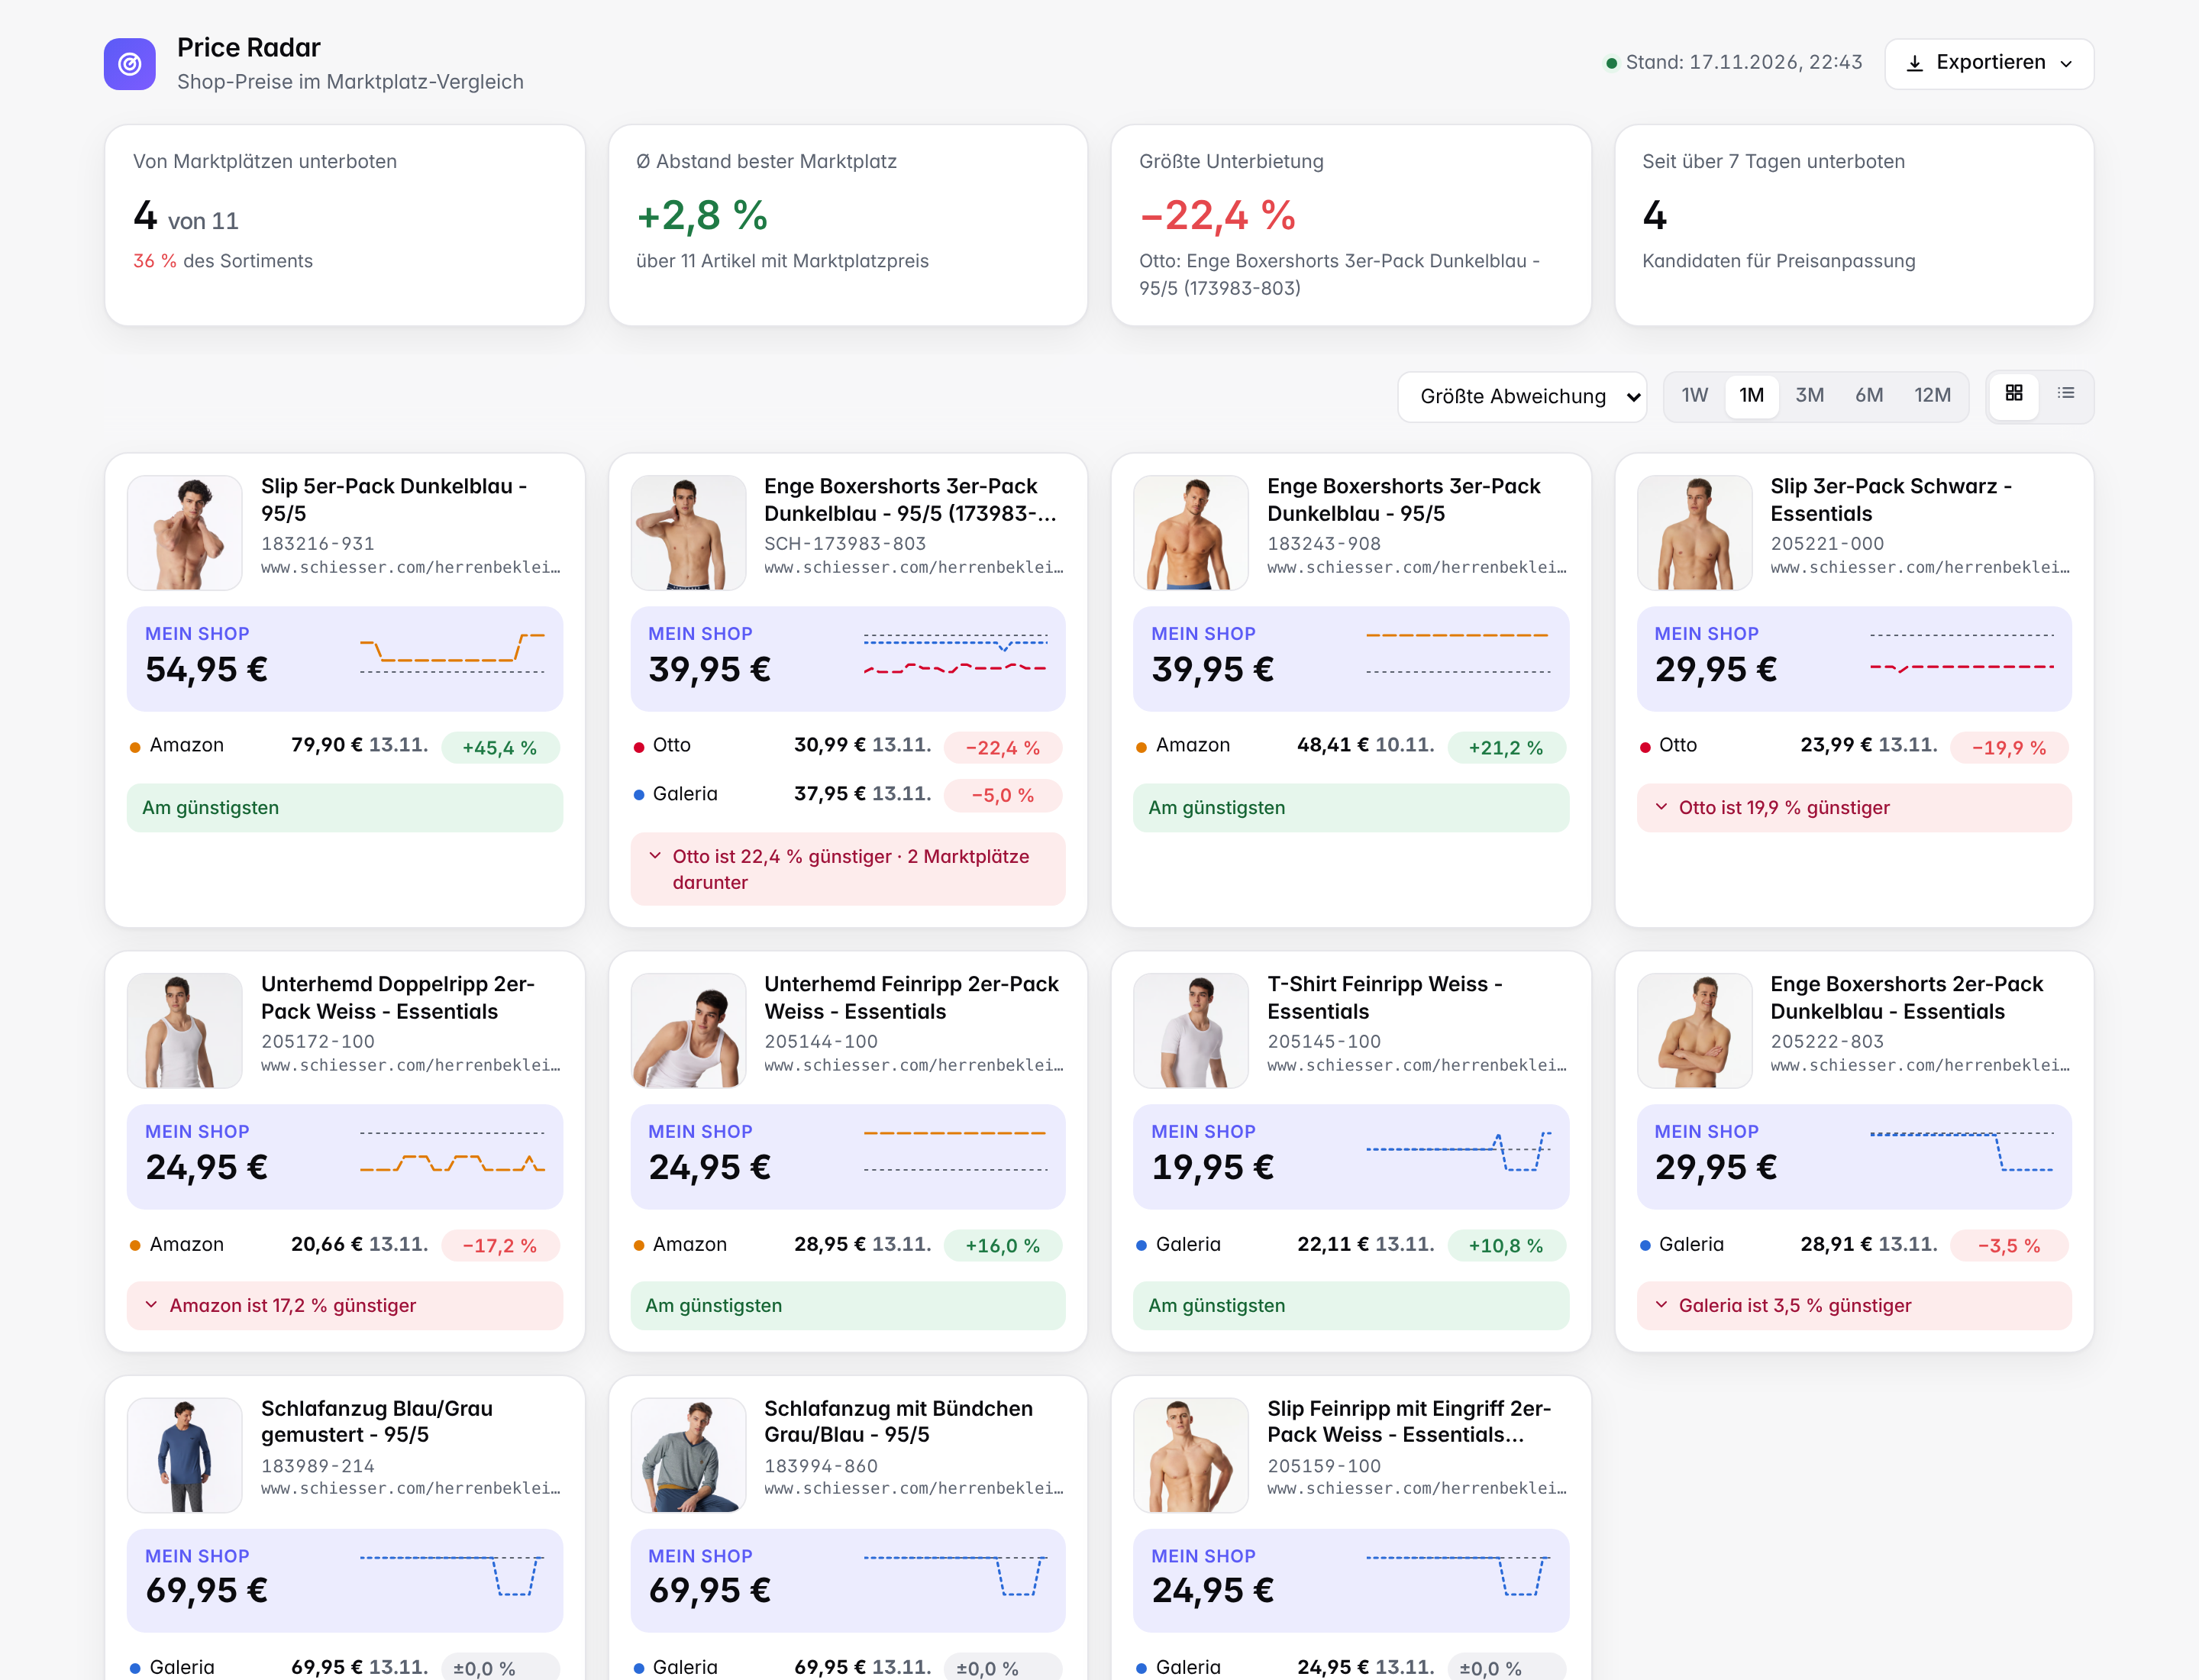 Price Radar
Shop-Preise im Marktplatz-Vergleich
Stand: 17.11.2026, 22:43
Exportieren
Von Marktplätzen unterboten
4 von 11
36 % des Sortiments
Ø Abstand bester Marktplatz
+2,8 %
über 11 Artikel mit Marktplatzpreis
Größte Unterbietung
−22,4 %
Otto: Enge Boxershorts 3er-Pack Dunkelblau -
95/5 (173983-803)
Seit über 7 Tagen unterboten
4
Kandidaten für Preisanpassung
Größte Abweichung
1W 1M 3M 6M 12M
Slip 5er-Pack Dunkelblau -
95/5
183216-931
www.schiesser.com/herrenbeklei…
MEIN SHOP
54,95 €
Amazon 79,90 € 13.11. +45,4 %
Am günstigsten
Enge Boxershorts 3er-Pack
Dunkelblau - 95/5 (173983-…
SCH-173983-803
www.schiesser.com/herrenbeklei…
MEIN SHOP
39,95 €
Otto 30,99 € 13.11. −22,4 %
Galeria 37,95 € 13.11. −5,0 %
Otto ist 22,4 % günstiger · 2 Marktplätze
darunter
Enge Boxershorts 3er-Pack
Dunkelblau - 95/5
183243-908
www.schiesser.com/herrenbeklei…
MEIN SHOP
39,95 €
Amazon 48,41 € 10.11. +21,2 %
Am günstigsten
Slip 3er-Pack Schwarz -
Essentials
205221-000
www.schiesser.com/herrenbeklei…
MEIN SHOP
29,95 €
Otto 23,99 € 13.11. −19,9 %
Otto ist 19,9 % günstiger
Unterhemd Doppelripp 2er-
Pack Weiss - Essentials
205172-100
www.schiesser.com/herrenbeklei…
MEIN SHOP
24,95 €
Amazon 20,66 € 13.11. −17,2 %
Amazon ist 17,2 % günstiger
Unterhemd Feinripp 2er-Pack
Weiss - Essentials
205144-100
www.schiesser.com/herrenbeklei…
MEIN SHOP
24,95 €
Amazon 28,95 € 13.11. +16,0 %
Am günstigsten
T-Shirt Feinripp Weiss -
Essentials
205145-100
www.schiesser.com/herrenbeklei…
MEIN SHOP
19,95 €
Galeria 22,11 € 13.11. +10,8 %
Am günstigsten
Enge Boxershorts 2er-Pack
Dunkelblau - Essentials
205222-803
www.schiesser.com/herrenbeklei…
MEIN SHOP
29,95 €
Galeria 28,91 € 13.11. −3,5 %
Galeria ist 3,5 % günstiger
Schlafanzug Blau/Grau
gemustert - 95/5
183989-214
www.schiesser.com/herrenbeklei…
MEIN SHOP
69,95 €
Galeria 69,95 € 13.11. ±0,0 %
Schlafanzug mit Bündchen
Grau/Blau - 95/5
183994-860
www.schiesser.com/herrenbeklei…
MEIN SHOP
69,95 €
Galeria 69,95 € 13.11. ±0,0 %
Slip Feinripp mit Eingriff 2er-
Pack Weiss - Essentials…
205159-100
www.schiesser.com/herrenbeklei…
MEIN SHOP
24,95 €
Galeria 24,95 € 13.11. ±0,0 %